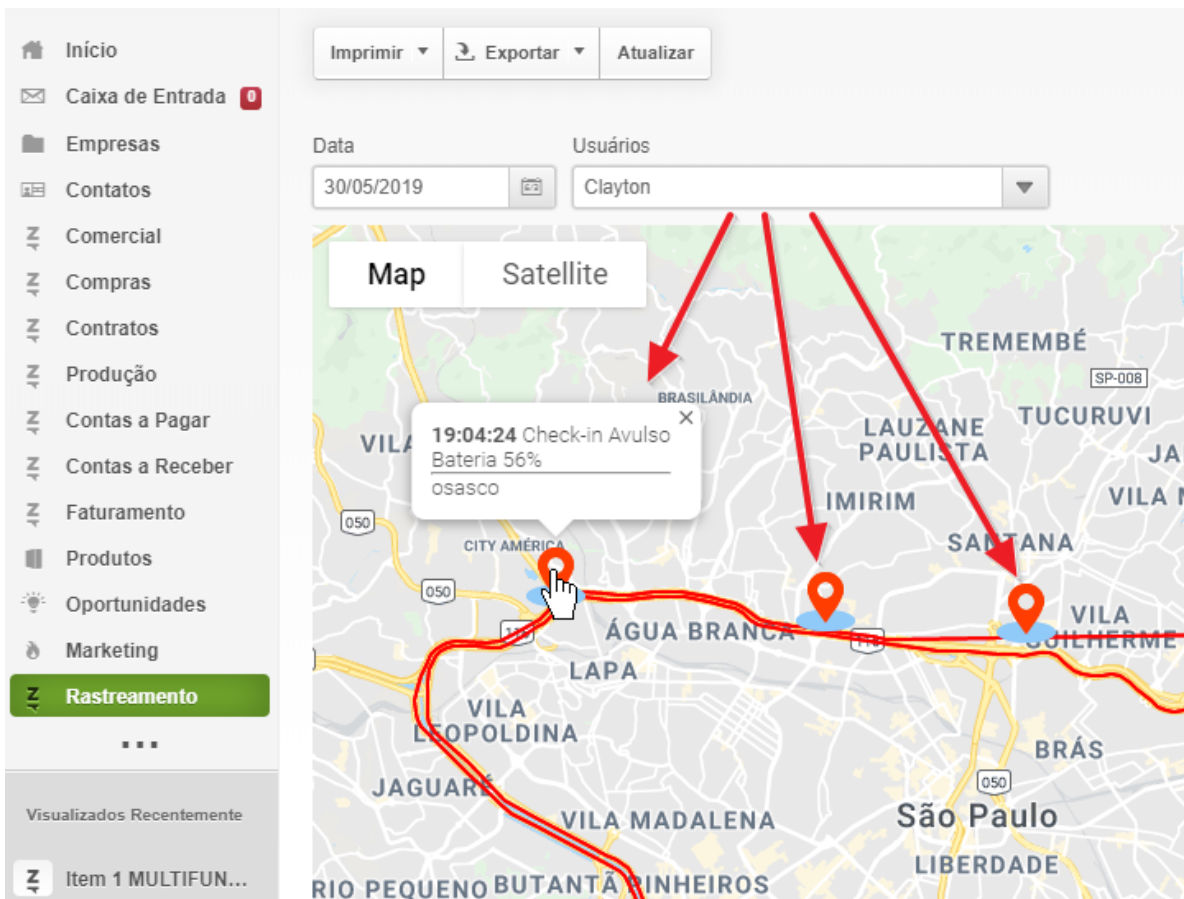 Início
Caixa de Entrada 0
Empresas
Contatos
Comercial
Compras
Contratos
Produção
Contas a Pagar
Contas a Receber
Faturamento
Produtos
Oportunidades
Marketing
Rastreamento
...
Visualizados Recentemente
Item 1 MULTIFUN...
Imprimir
Exportar
Atualizar
Data
Usuários
30/05/2019
Clayton
Map
Satellite
TREMEMBÉ
SP-008
BRASILÂNDIA
TUCURUVI
LAUZANE
PAULISTA
VILA
19:04:24 Check-in Avulso
Bateria 56%
osasco
JA
VILA
IMIRIM
050
SANTANA
CITY AMÉRICA
050
VILA
GUILHERME
ÁGUA BRANCA
LAPA
VILA
LEOPOLDINA
BRÁS
JAGUARÉ
050
São Paulo
VILA MADALENA
LIBERDADE
RIO PEQUENO
BUTANTÃ
PINHEIROS